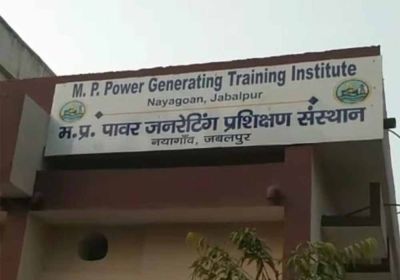 M. P. Power Generating Training Institute
Nayagoan, Jabalpur
म.प्र. पावर जनरेटिंग प्रशिक्षण संस्थान
नयागाँव, जबलपुर